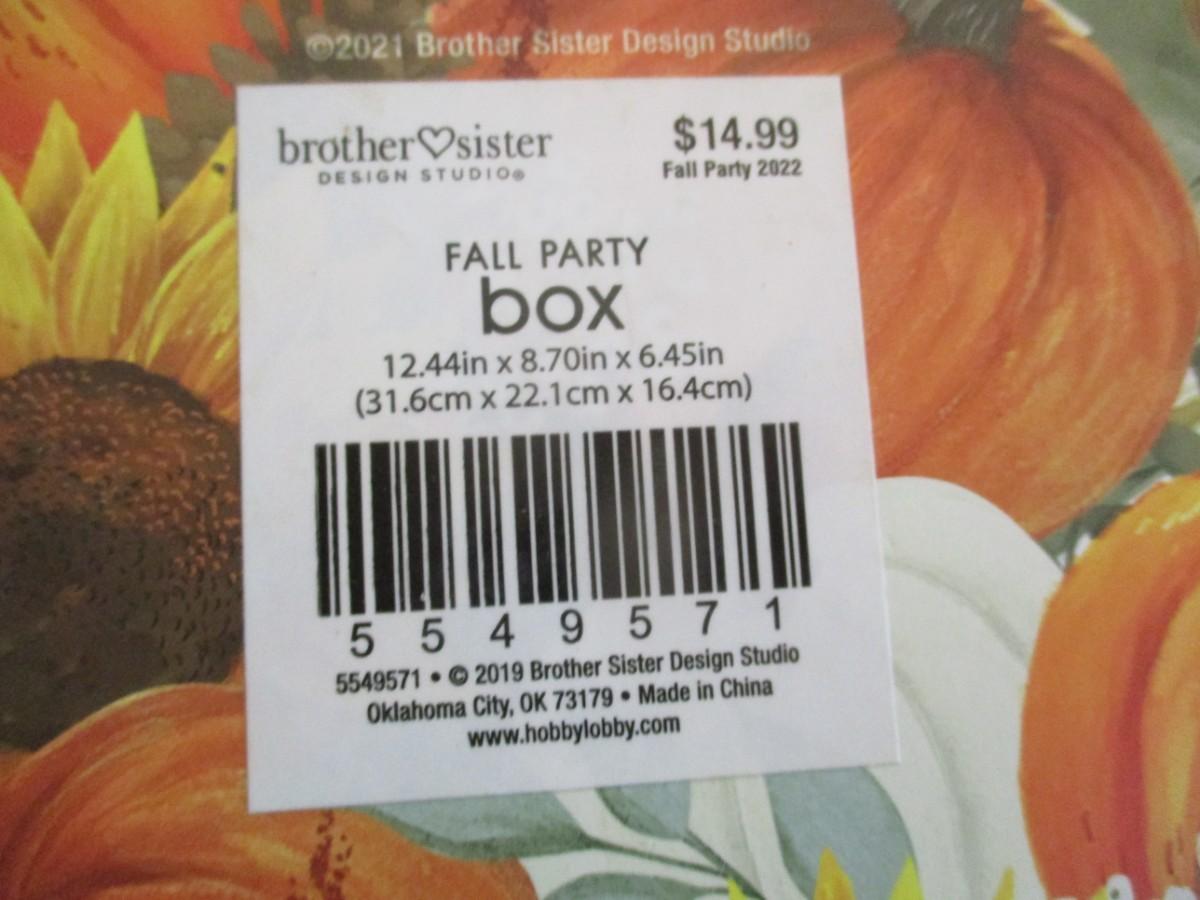 ©2021 Brother Sister Design Studio
brother♡sister
DESIGN STUDIO®
$14.99
Fall Party 2022
FALL PARTY
box
12.44in x 8.70in x 6.45in
(31.6cm x 22.1cm x 16.4cm)
5 5 4 9 5 7 1
5549571 • © 2019 Brother Sister Design Studio
Oklahoma City, OK 73179 • Made in China
www.hobbylobby.com